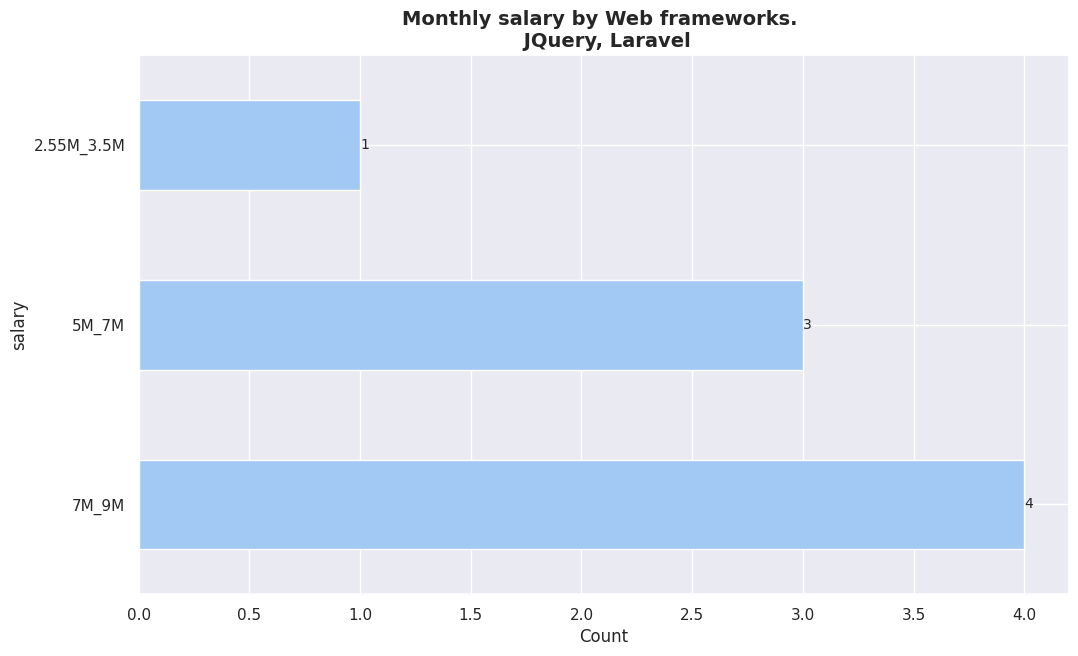 Monthly salary by Web frameworks.
JQuery, Laravel
2.55M_3.5M
1
5M_7M
3
7M_9M
4
salary
0.0 0.5 1.0 1.5 2.0 2.5 3.0 3.5 4.0
Count